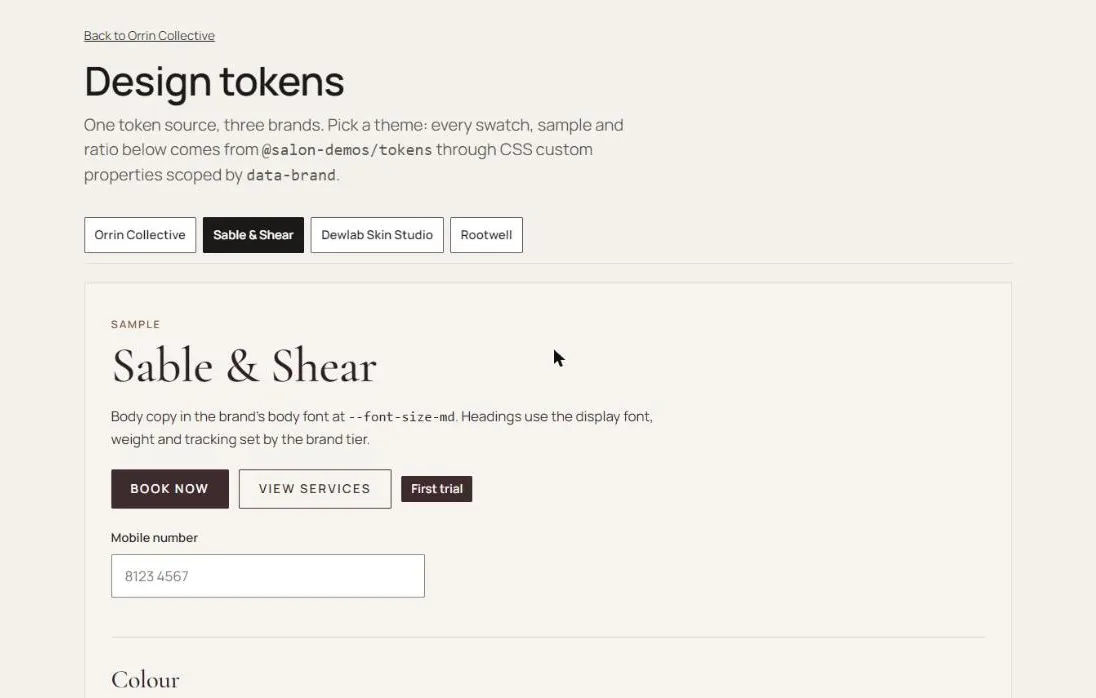 Back to Orrin Collective
Design tokens
One token source, three brands. Pick a theme: every swatch, sample and
ratio below comes from @salon-demos/tokens through CSS custom
properties scoped by data-brand.
Orrin Collective
Sable & Shear
Dewlab Skin Studio
Rootwell
SAMPLE
Sable & Shear
Body copy in the brand's body font at --font-size-md. Headings use the display font,
weight and tracking set by the brand tier.
BOOK NOW
VIEW SERVICES
First trial
Mobile number
8123 4567
Colour